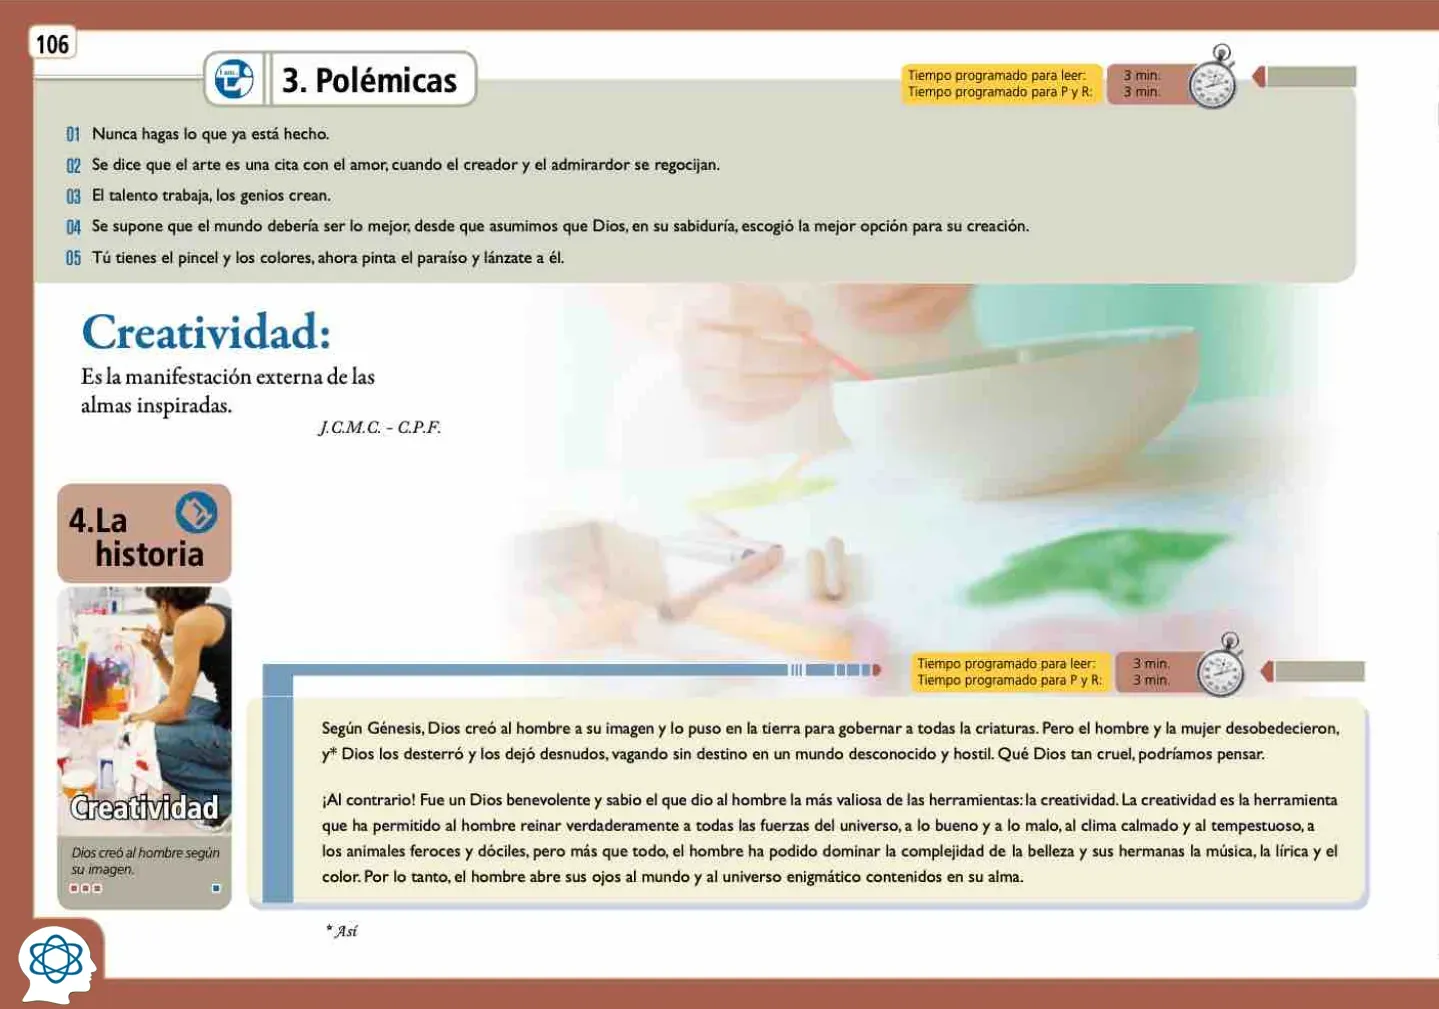 106
3. Polémicas
Tiempo programado para leer: 3 min.
Tiempo programado para P y R: 3 min.
01 Nunca hagas lo que ya está hecho.
02 Se dice que el arte es una cita con el amor, cuando el creador y el admirardor se regocijan.
03 El talento trabaja, los genios crean.
04 Se supone que el mundo debería ser lo mejor, desde que asumimos que Dios, en su sabiduría, escogió la mejor opción para su creación.
05 Tú tienes el pincel y los colores, ahora pinta el paraíso y lánzate a él.
Creatividad:
Es la manifestación externa de las
almas inspiradas.
J.C.M.C. - C.P.F.
4.La
historia
Creatividad
Dios creó al hombre según
su imagen.
Tiempo programado para leer: 3 min.
Tiempo programado para P y R: 3 min.
Según Génesis, Dios creó al hombre a su imagen y lo puso en la tierra para gobernar a todas la criaturas. Pero el hombre y la mujer desobedecieron,
y* Dios los desterró y los dejó desnudos, vagando sin destino en un mundo desconocido y hostil. Qué Dios tan cruel, podríamos pensar.
¡Al contrario! Fue un Dios benevolente y sabio el que dio al hombre la más valiosa de las herramientas: la creatividad. La creatividad es la herramienta
que ha permitido al hombre reinar verdaderamente a todas las fuerzas del universo, a lo bueno y a lo malo, al clima calmado y al tempestuoso, a
los animales feroces y dóciles, pero más que todo, el hombre ha podido dominar la complejidad de la belleza y sus hermanas la música, la lírica y el
color. Por lo tanto, el hombre abre sus ojos al mundo y al universo enigmático contenidos en su alma.
* Así